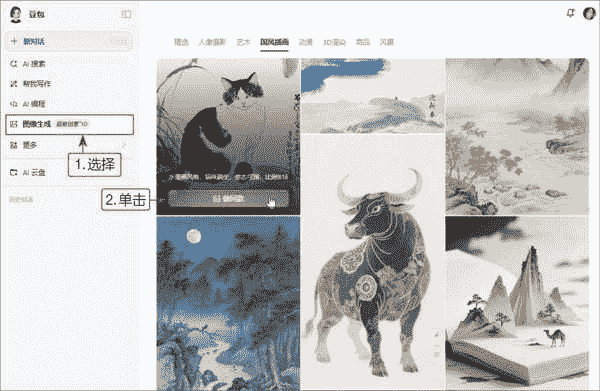 豆包
新对话
AI 搜索
帮我写作
AI 编程
图像生成
更多
AI 云盘
1.选择
2.单击
精选 人像摄影 艺术 国风插画 动漫 3D渲染 商品 风景